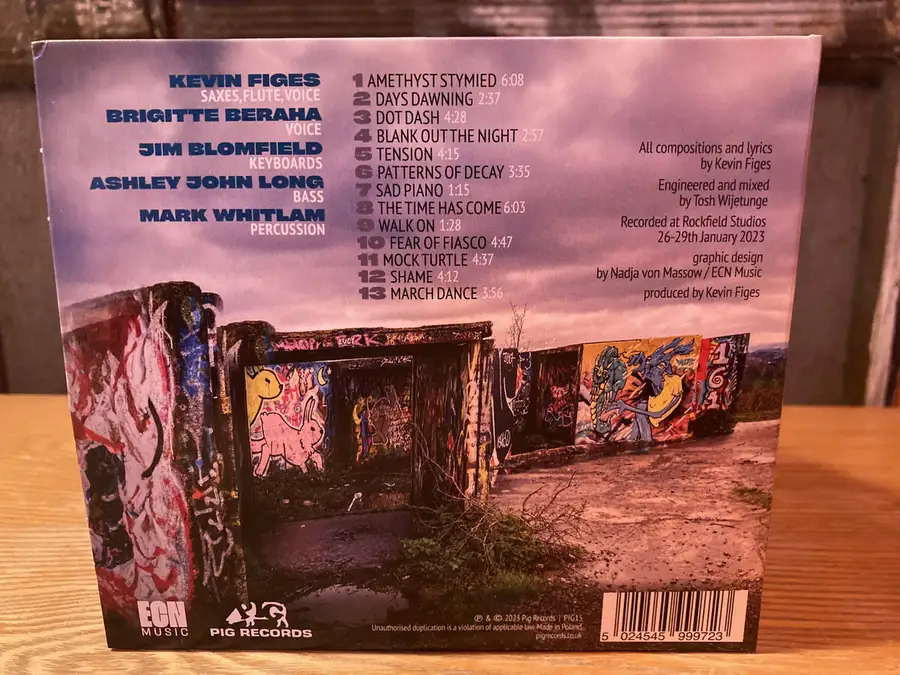 KEVIN FIGES
SAXES,FLUTE,VOICE
BRIGITTE BERAHA
VOICE
JIM BLOMFIELD
KEYBOARDS
ASHLEY JOHN LONG
BASS
MARK WHITLAM
PERCUSSION
1 AMETHYST STYMIED 6:08
2 DAYS DAWNING 2:37
3 DOT DASH 4:28
4 BLANK OUT THE NIGHT 2:57
5 TENSION 4:15
6 PATTERNS OF DECAY 3:35
7 SAD PIANO 1:15
8 THE TIME HAS COME 6:03
9 WALK ON 1:28
10 FEAR OF FIASCO 4:47
11 MOCK TURTLE 4:37
12 SHAME 4:12
13 MARCH DANCE 3:56
All compositions and lyrics
by Kevin Figes
Engineered and mixed
by Tosh Wijetunge
Recorded at Rockfield Studios
26-29th January 2023
graphic design
by Nadja von Massow / ECN Music
produced by Kevin Figes
ECN
MUSIC
PIG RECORDS
℗ & © 2023 Pig Records | PIG15
Unauthorised duplication is a violation of applicable law. Made in Poland.
pigrecords.co.uk
5 024545 999723